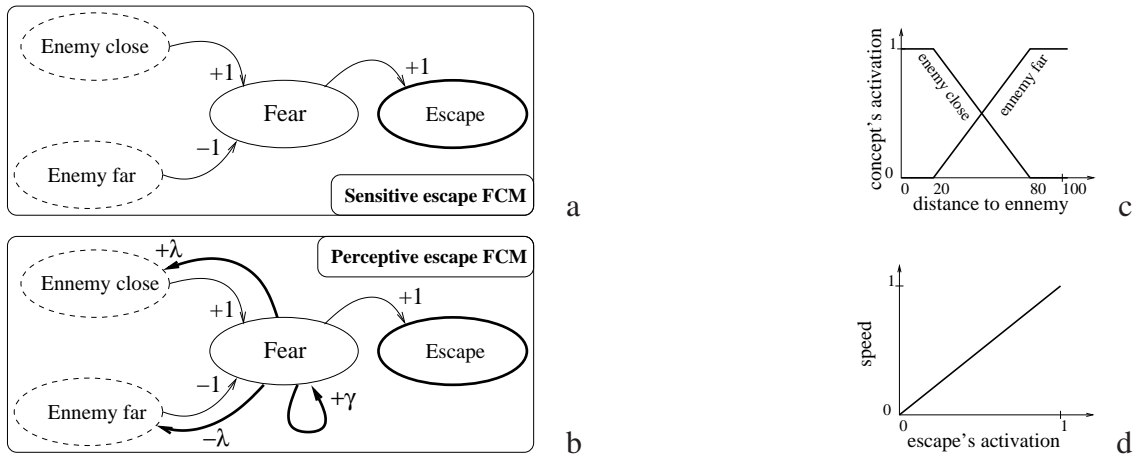 Enemy close
+1
+1
Fear
Escape
−1
Enemy far
Sensitive escape FCM
a
1
concept's activation
enemy close
ennemy far
0
0 20 80 100
distance to ennemy
c
+λ
Perceptive escape FCM
Ennemy close
+1
+1
Fear
Escape
−1
+γ
Ennemy far
−λ
b
1
speed
0
0 1
escape's activation
d